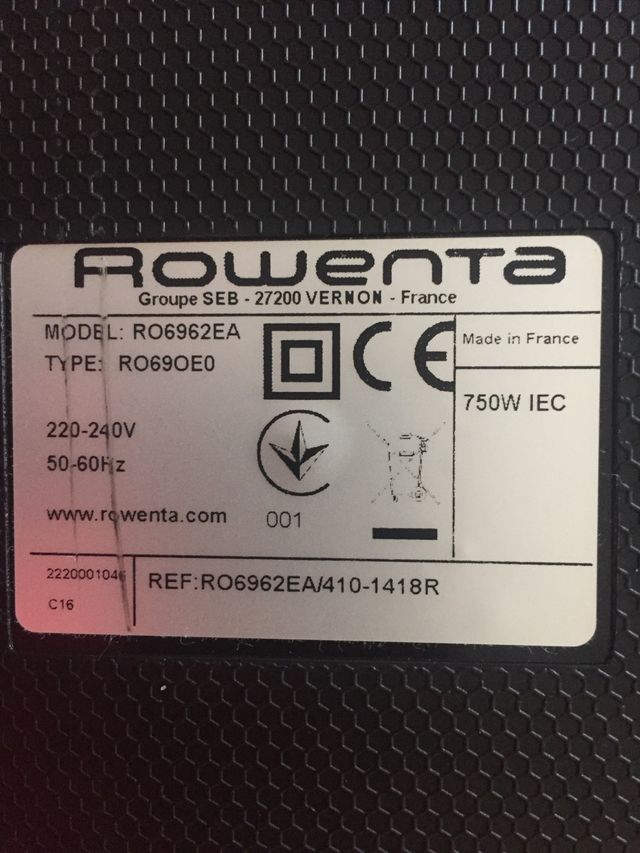 Rowenta
Groupe SEB - 27200 VERNON - France
MODEL: RO6962EA
TYPE: RO69OE0
CE
Made in France
750W IEC
220-240V
50-60Hz
www.rowenta.com
001
2220001046
C16
REF:RO6962EA/410-1418R